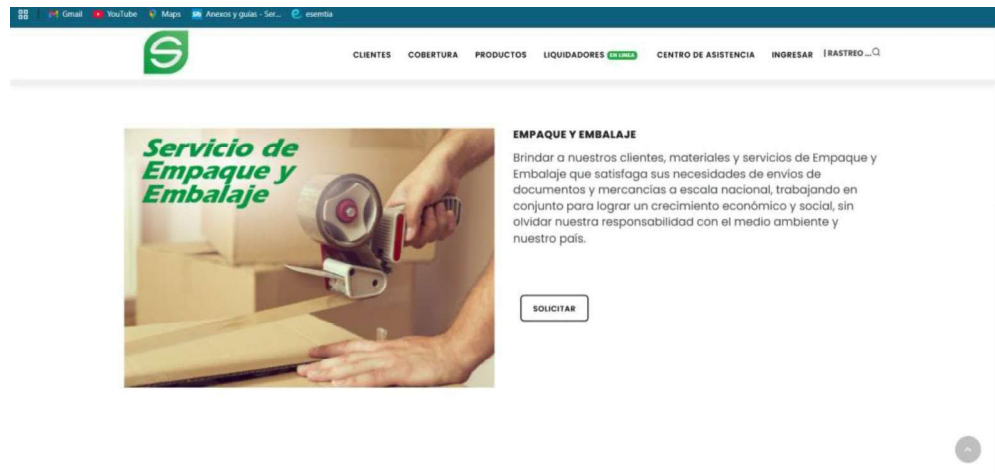 Gmail YouTube Maps Anexos y guias - Ser... esemtia
CLIENTES COBERTURA PRODUCTOS LIQUIDADORES EN LINEA CENTRO DE ASISTENCIA INGRESAR | RASTREO ...
Servicio de
Empaque y
Embalaje
EMPAQUE Y EMBALAJE
Brindar a nuestros clientes, materiales y servicios de Empaque y
Embalaje que satisfaga sus necesidades de envíos de
documentos y mercancías a escala nacional, trabajando en
conjunto para lograr un crecimiento económico y social, sin
olvidar nuestra responsabilidad con el medio ambiente y
nuestro país.
SOLICITAR